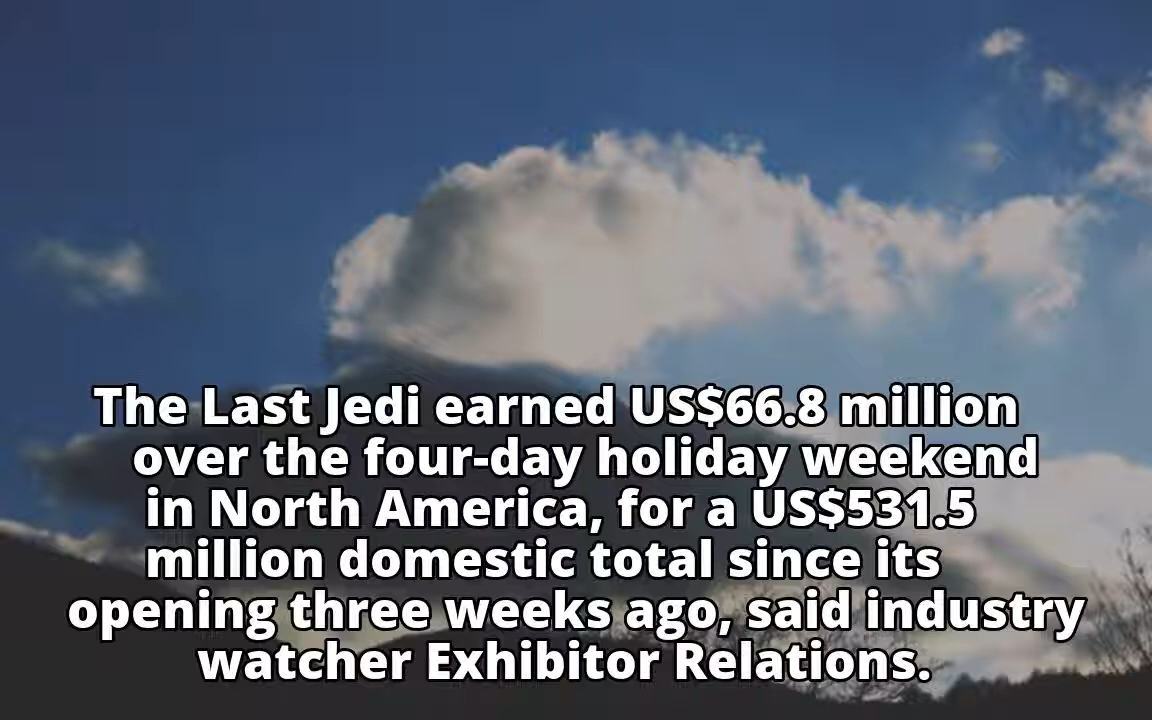 The Last Jedi earned US$66.8 million
over the four-day holiday weekend
in North America, for a US$531.5
million domestic total since its
opening three weeks ago, said industry
watcher Exhibitor Relations.